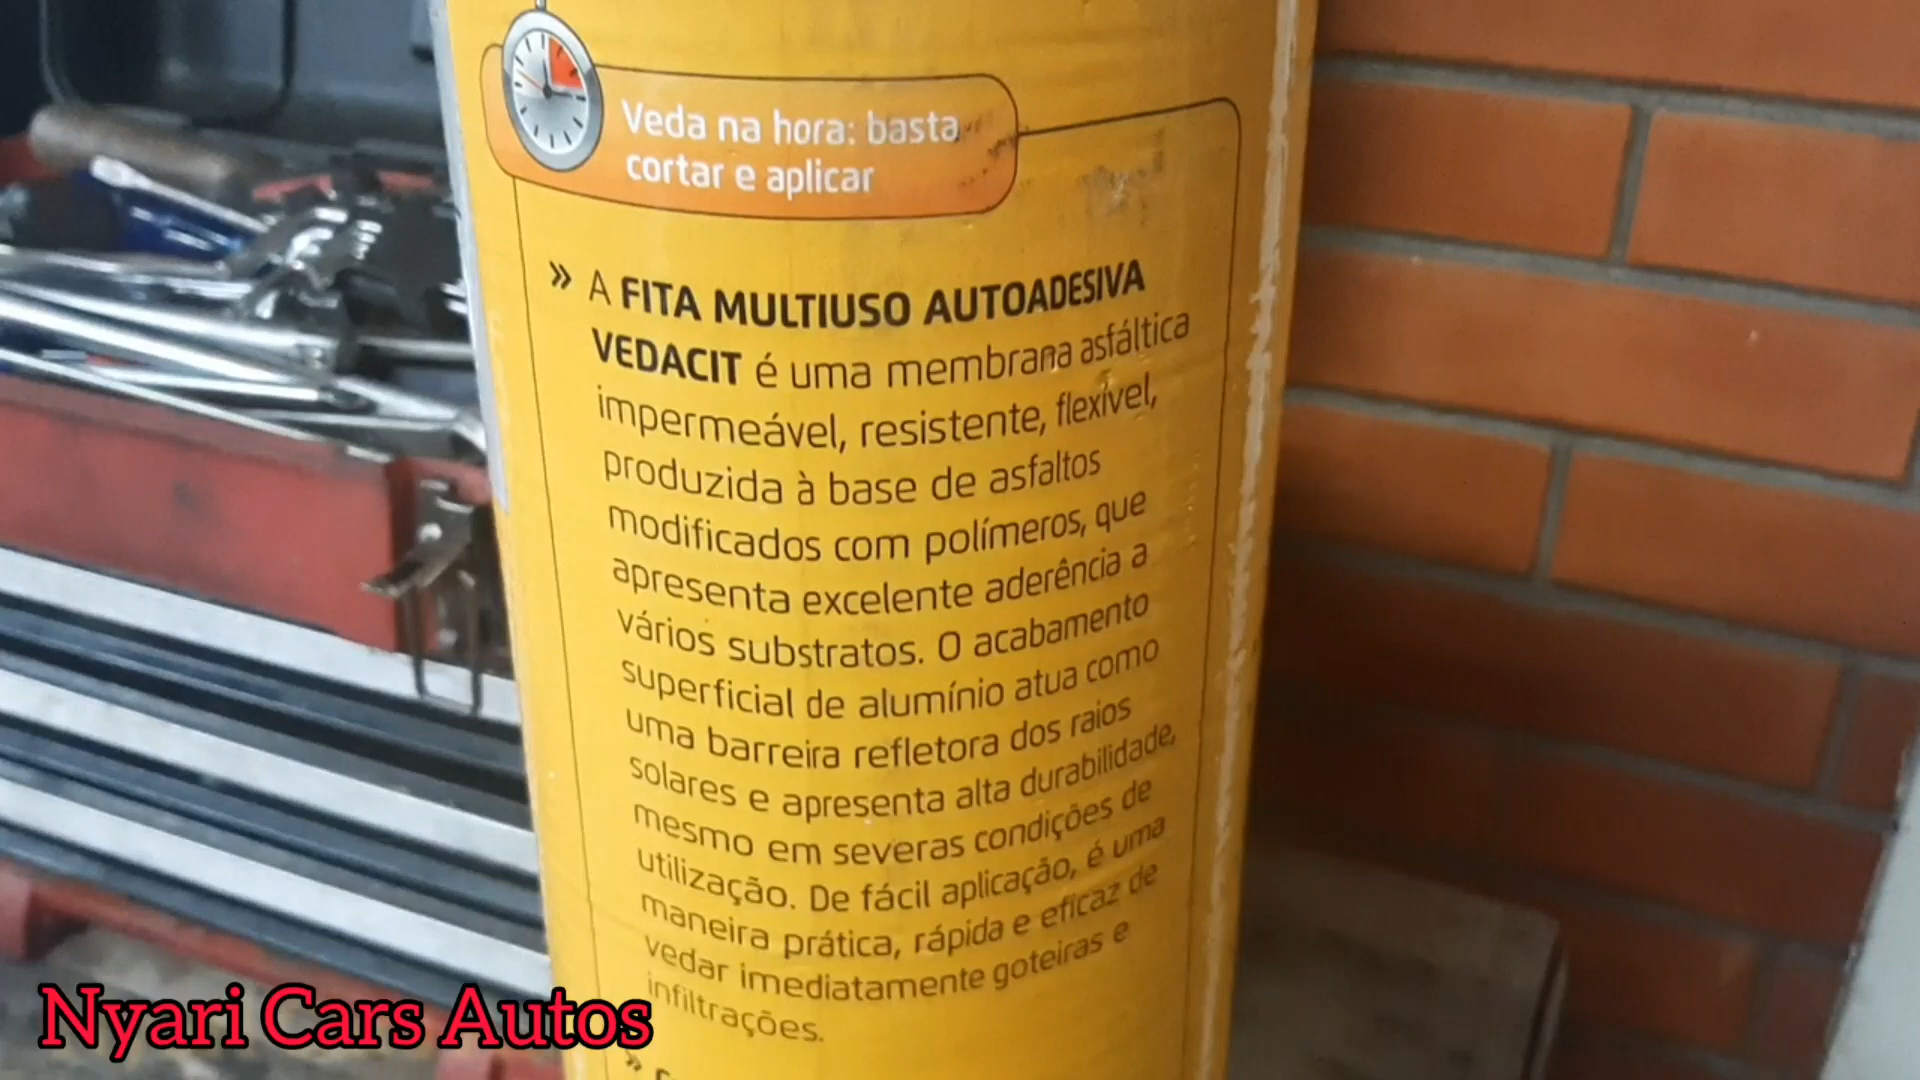 Veda na hora: basta
cortar e aplicar
» A FITA MULTIUSO AUTOADESIVA
VEDACIT é uma membrana asfáltica
impermeável, resistente, flexível,
produzida à base de asfaltos
modificados com polímeros, que
apresenta excelente aderência a
vários substratos. O acabamento
superficial de alumínio atua como
uma barreira refletora dos raios
solares e apresenta alta durabilidade,
mesmo em severas condições de
utilização. De fácil aplicação, é uma
maneira prática, rápida e eficaz de
vedar imediatamente goteiras e
infiltrações.
»
Nyari Cars Autos